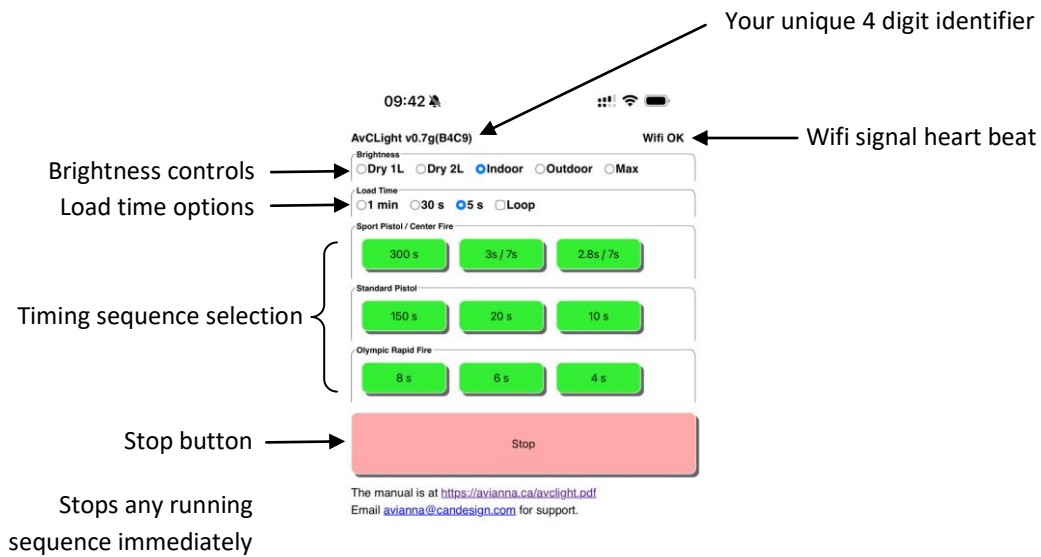 Your unique 4 digit identifier
09:42
AvCLight v0.7g(B4C9)
Wifi OK
Wifi signal heart beat
Brightness controls
Brightness
Dry 1L Dry 2L Indoor Outdoor Max
Load time options
Load Time
1 min 30 s 5 s Loop
Sport Pistol / Center Fire
300 s 3s / 7s 2.8s / 7s
Timing sequence selection
Standard Pistol
150 s 20 s 10 s
Olympic Rapid Fire
8 s 6 s 4 s
Stop button
Stop
Stops any running
sequence immediately
The manual is at https://avianna.ca/avclight.pdf
Email avianna@candesign.com for support.